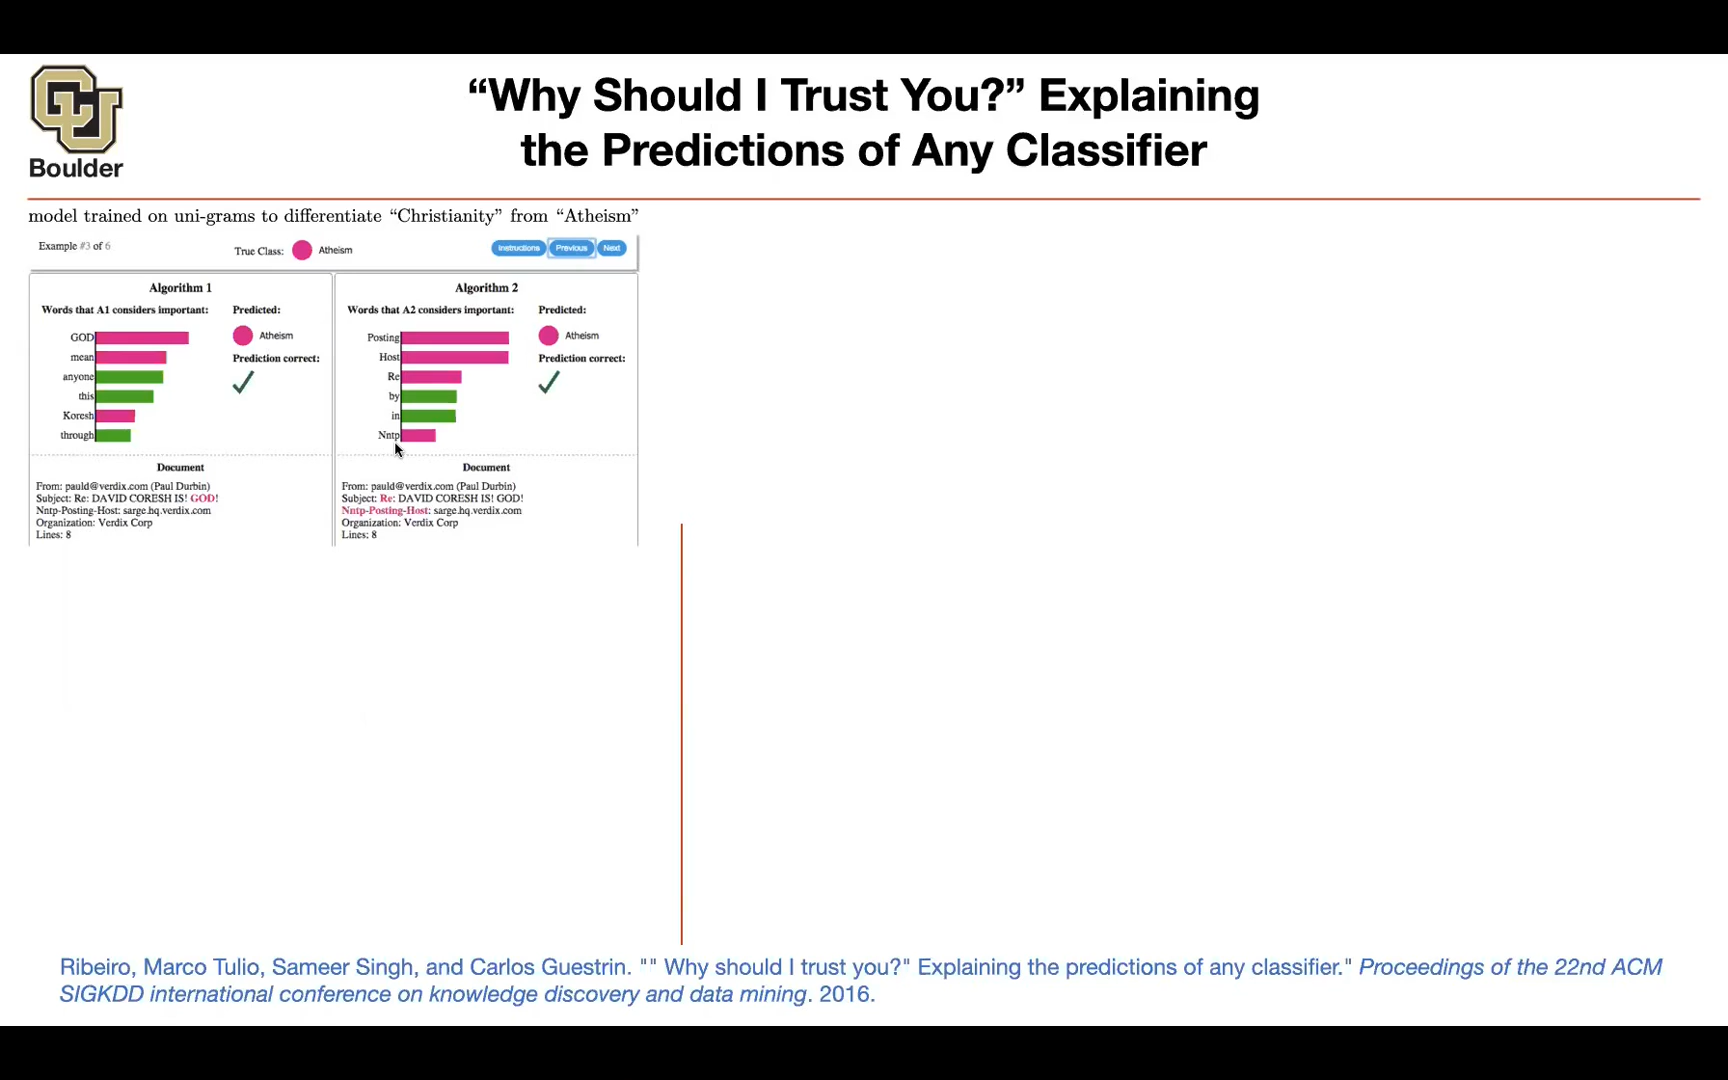 CU
Boulder
“Why Should I Trust You?” Explaining
the Predictions of Any Classifier
model trained on uni-grams to differentiate “Christianity” from “Atheism”
Example #3 of 6
True Class: Atheism
Instructions Previous Next
Algorithm 1
Words that A1 considers important:
GOD
mean
anyone
this
Koresh
through
Predicted:
Atheism
Prediction correct:
Document
From: pauld@verdix.com (Paul Durbin)
Subject: Re: DAVID CORESH IS! GOD!
Nntp-Posting-Host: sarge.hq.verdix.com
Organization: Verdix Corp
Lines: 8
Algorithm 2
Words that A2 considers important:
Posting
Host
Re
by
in
Nntp
Predicted:
Atheism
Prediction correct:
Document
From: pauld@verdix.com (Paul Durbin)
Subject: Re: DAVID CORESH IS! GOD!
Nntp-Posting-Host: sarge.hq.verdix.com
Organization: Verdix Corp
Lines: 8
Ribeiro, Marco Tulio, Sameer Singh, and Carlos Guestrin. "" Why should I trust you?" Explaining the predictions of any classifier." Proceedings of the 22nd ACM
SIGKDD international conference on knowledge discovery and data mining. 2016.